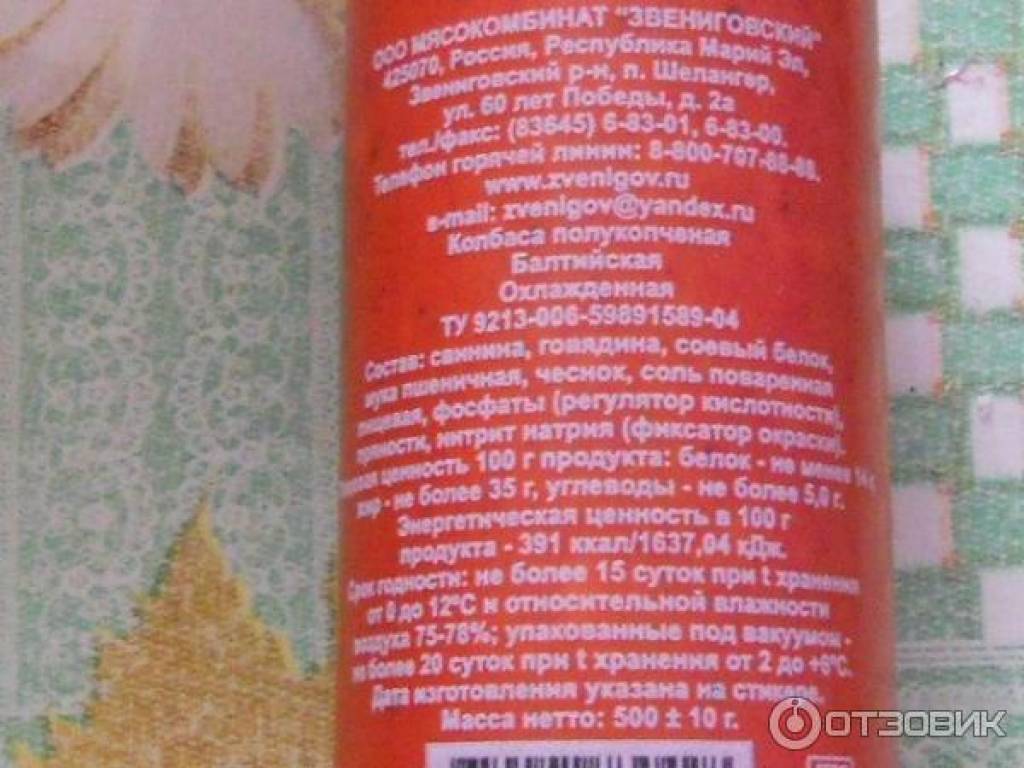 ООО МЯСОКОМБИНАТ "ЗВЕНИГОВСКИЙ"
425070, Россия, Республика Марий Эл,
Звениговский р-н, п. Шелангер,
ул. 60 лет Победы, д. 2а
тел./факс: (83645) 6-83-01, 6-83-00.
Телефон горячей линии: 8-800-707-88-88.
www.zvenigov.ru
e-mail: zvenigov@yandex.ru
Колбаса полукопченая
Балтийская
Охлажденная
ТУ 9213-006-59891589-04
Состав: свинина, говядина, соевый белок,
мука пшеничная, чеснок, соль поваренная
пищевая, фосфаты (регулятор кислотности),
пряности, нитрит натрия (фиксатор окраски).
ценность 100 г продукта: белок - не менее 14 г,
жир - не более 35 г, углеводы - не более 5,0 г.
Энергетическая ценность в 100 г
продукта - 391 ккал/1637,04 кДж.
Срок годности: не более 15 суток при t хранения
от 0 до 12°С и относительной влажности
воздуха 75-78%; упакованные под вакуумом -
не более 20 суток при t хранения от 2 до +6°С.
Дата изготовления указана на стикере.
Масса нетто: 500 ± 10 г.
ОТЗОВИК